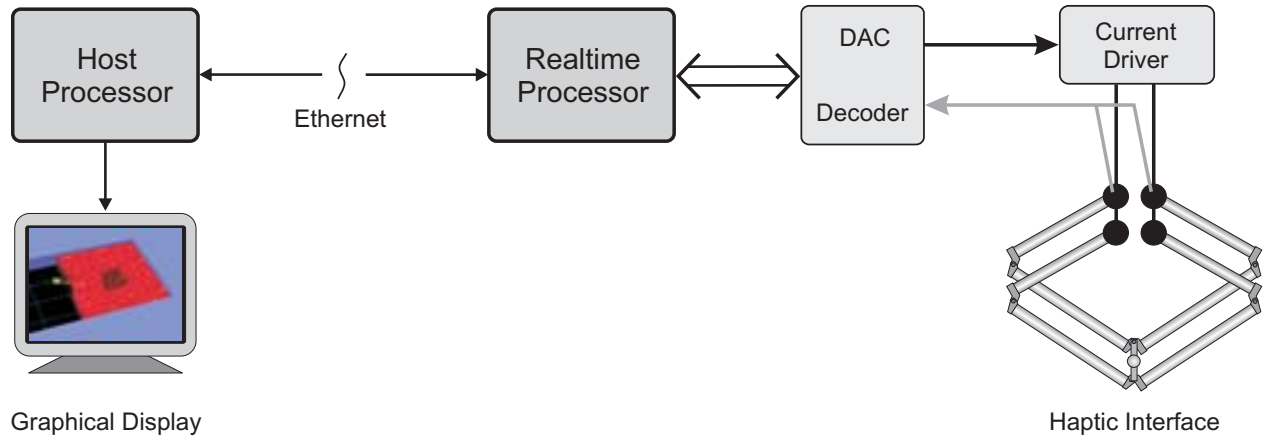 Host
Processor
Ethernet
Realtime
Processor
DAC
Decoder
Current
Driver
Graphical Display
Haptic Interface